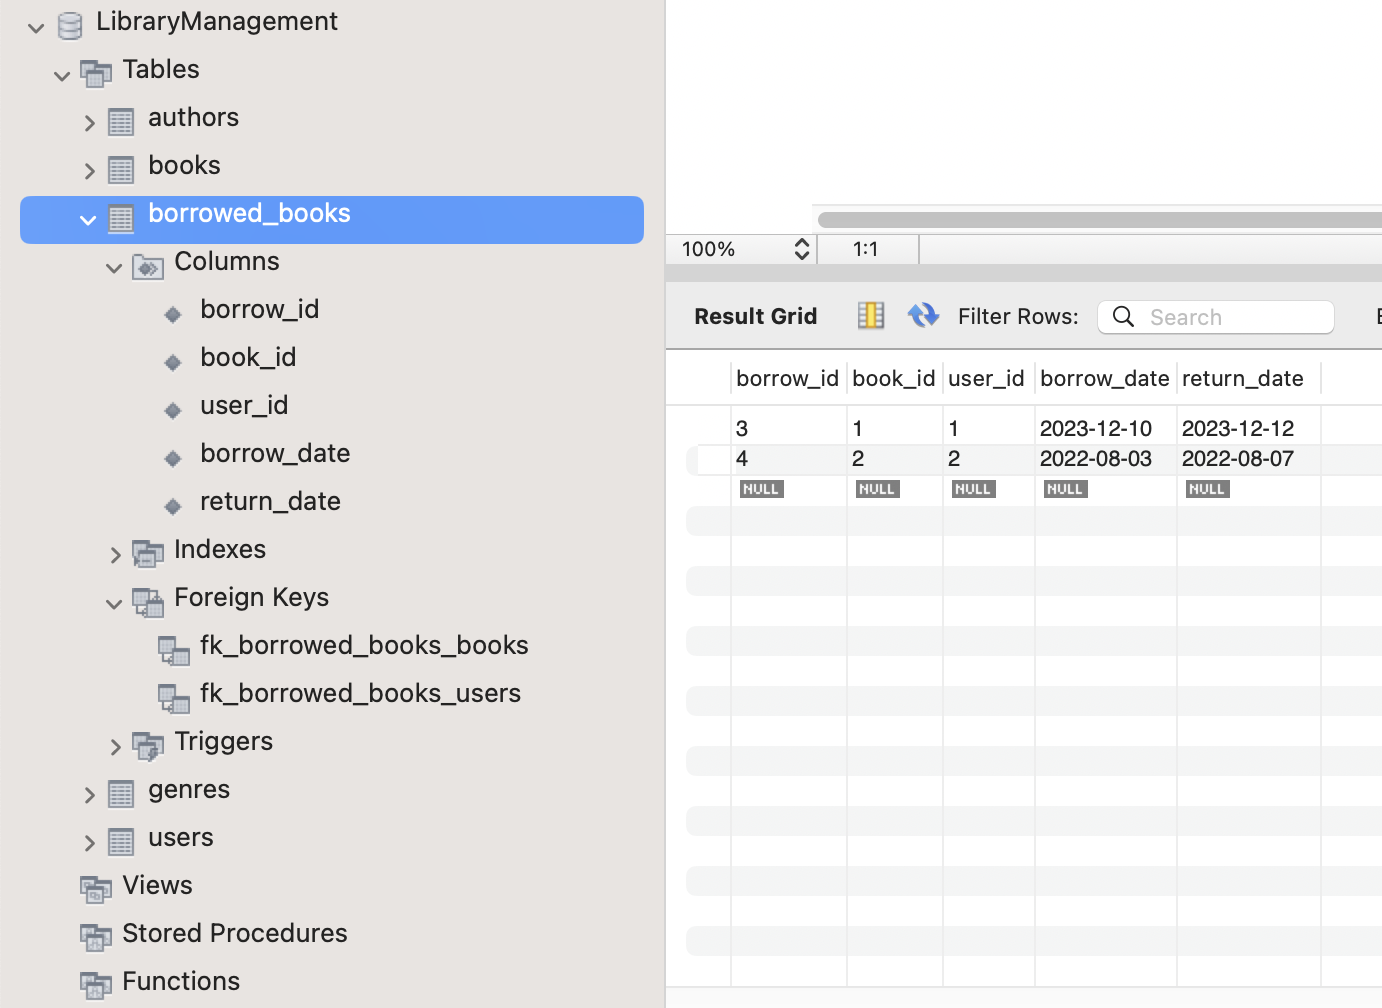 LibraryManagement
Tables
authors
books
borrowed_books
Columns
borrow_id
book_id
user_id
borrow_date
return_date
Indexes
Foreign Keys
fk_borrowed_books_books
fk_borrowed_books_users
Triggers
genres
users
Views
Stored Procedures
Functions
100% 1:1
Result Grid Filter Rows: Search
borrow_id book_id user_id borrow_date return_date
3 1 1 2023-12-10 2023-12-12
4 2 2 2022-08-03 2022-08-07
NULL NULL NULL NULL NULL